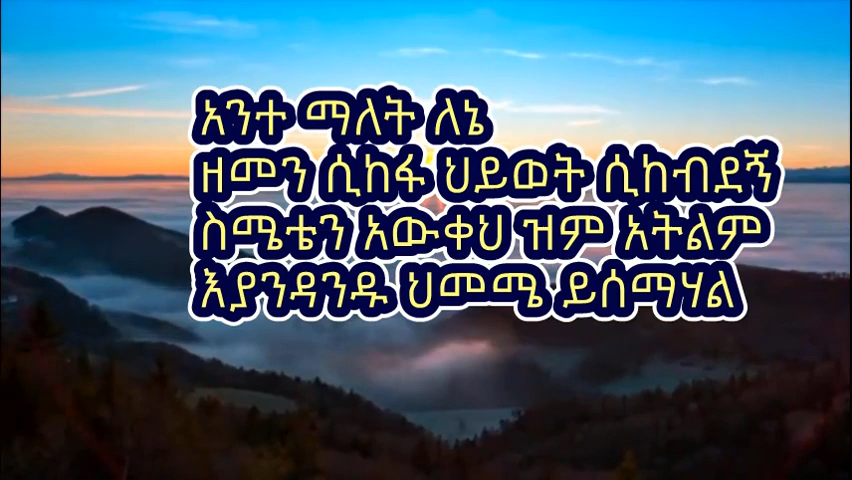 አንተ ማለት ለኔ
ዘመን ሲከፋ ህይወት ሲከብደኝ
ስሜቴን አውቀህ ዝም አትልም
እያንዳንዱ ህመሜ ይሰማሃል